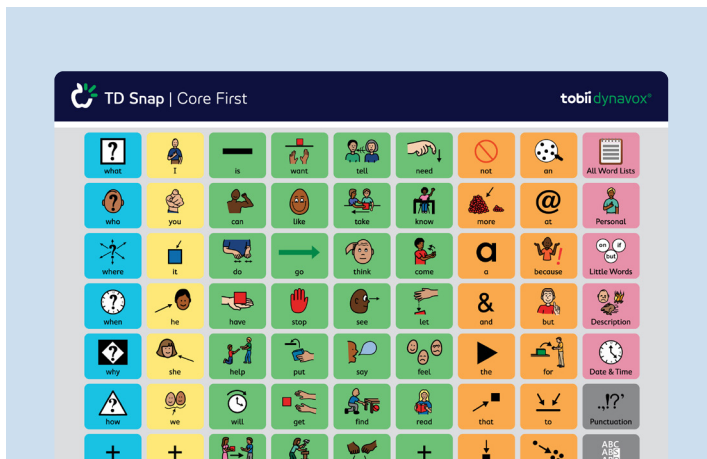 TD Snap | Core First
tobii dynavox®
what I is want tell need not an All Word Lists
who you can like take know more @ at Personal
on if but
where it do go think come a a because Little Words
when he have stop see let & and but Description
why she help put say feel the for Date & Time
.,!?'
how we will get find read that to Punctuation
ABC
ABS